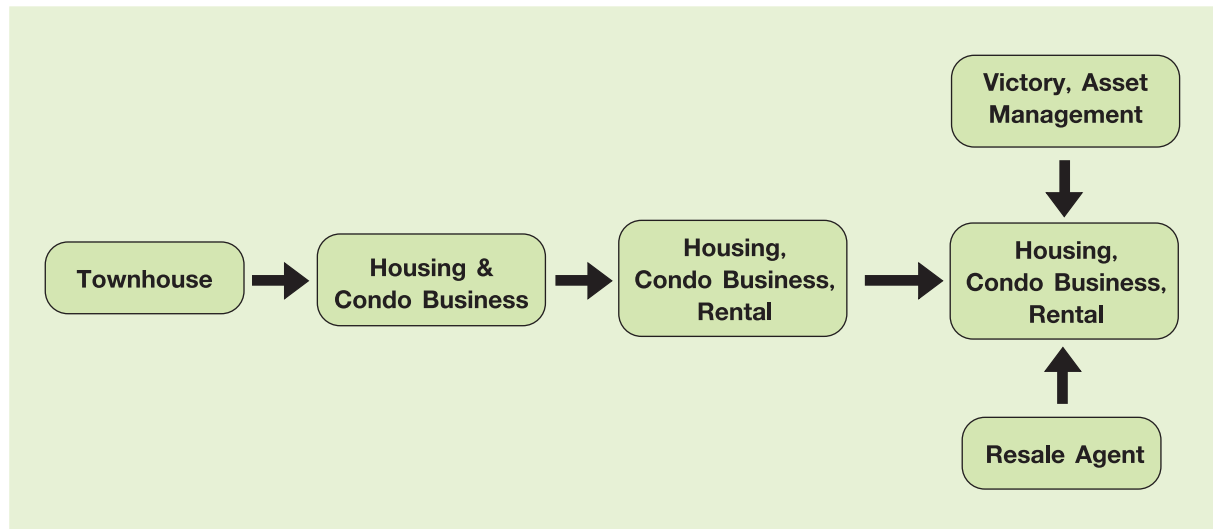 Victory, Asset
Management
Townhouse
Housing &
Condo Business
Housing,
Condo Business,
Rental
Housing,
Condo Business,
Rental
Resale Agent